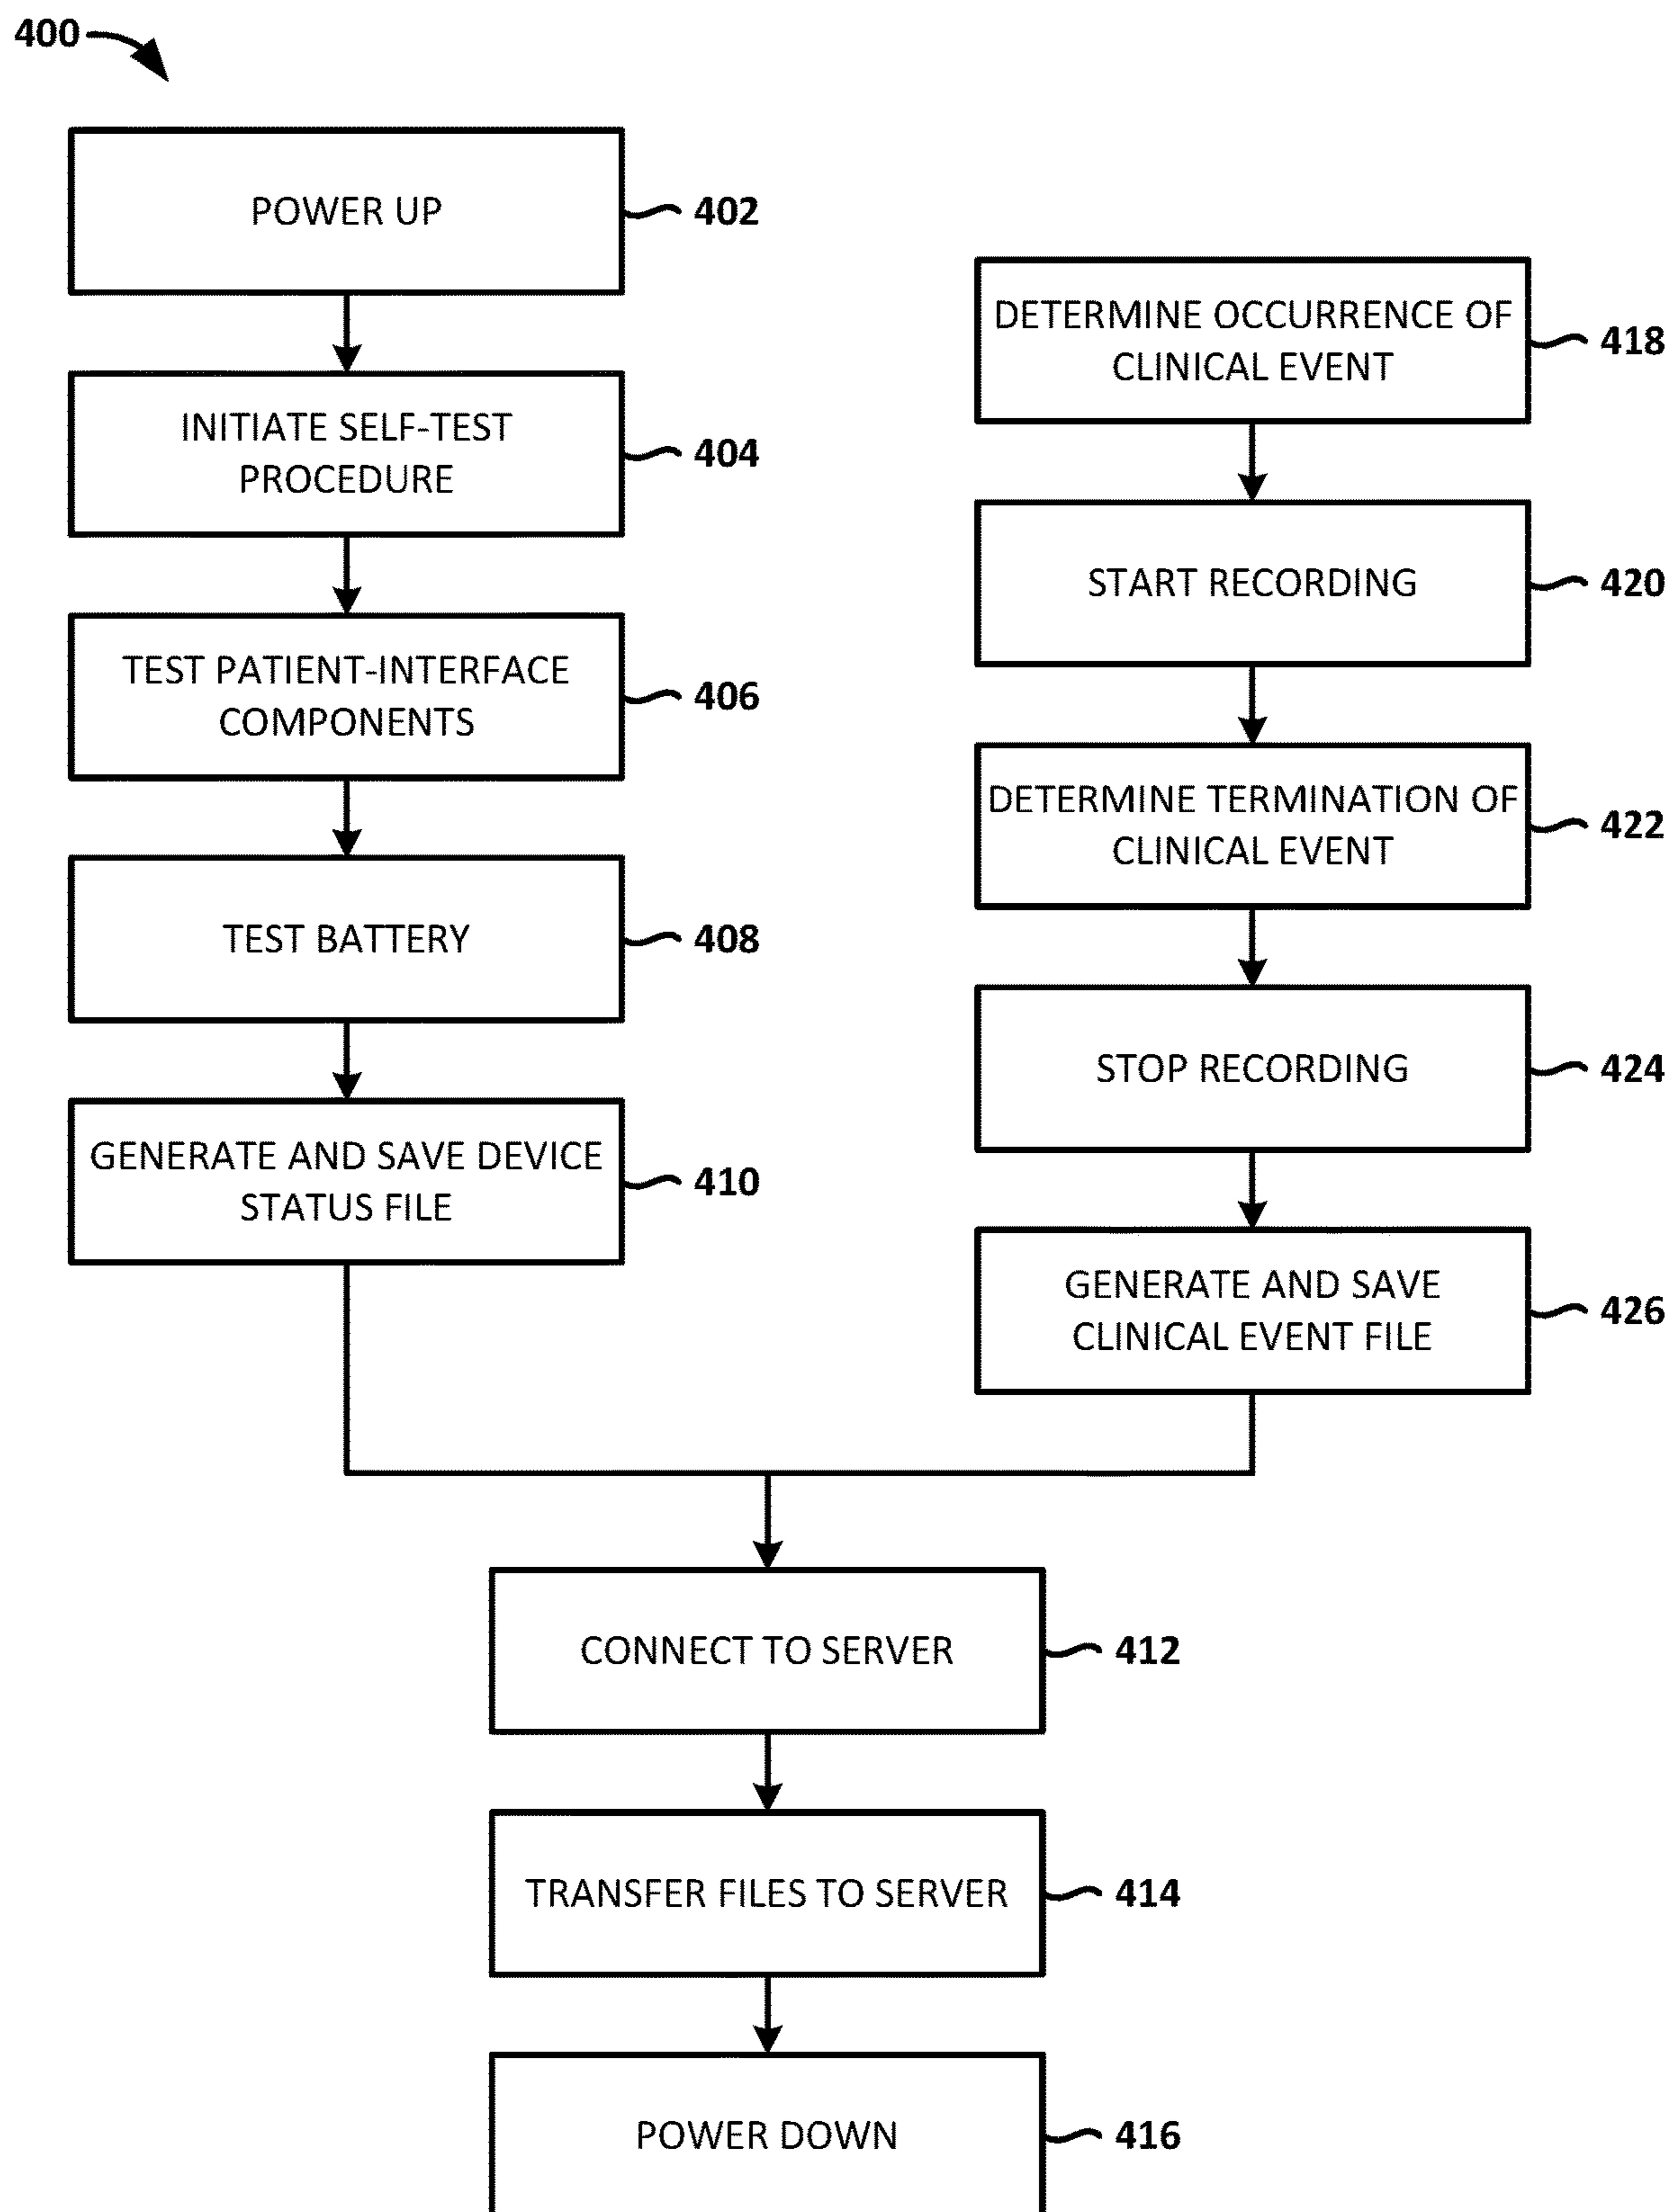 400
POWER UP
402
INITIATE SELF-TEST
PROCEDURE
404
TEST PATIENT-INTERFACE
COMPONENTS
406
TEST BATTERY
408
GENERATE AND SAVE DEVICE
STATUS FILE
410
DETERMINE OCCURRENCE OF
CLINICAL EVENT
418
START RECORDING
420
DETERMINE TERMINATION OF
CLINICAL EVENT
422
STOP RECORDING
424
GENERATE AND SAVE
CLINICAL EVENT FILE
426
CONNECT TO SERVER
412
TRANSFER FILES TO SERVER
414
POWER DOWN
416